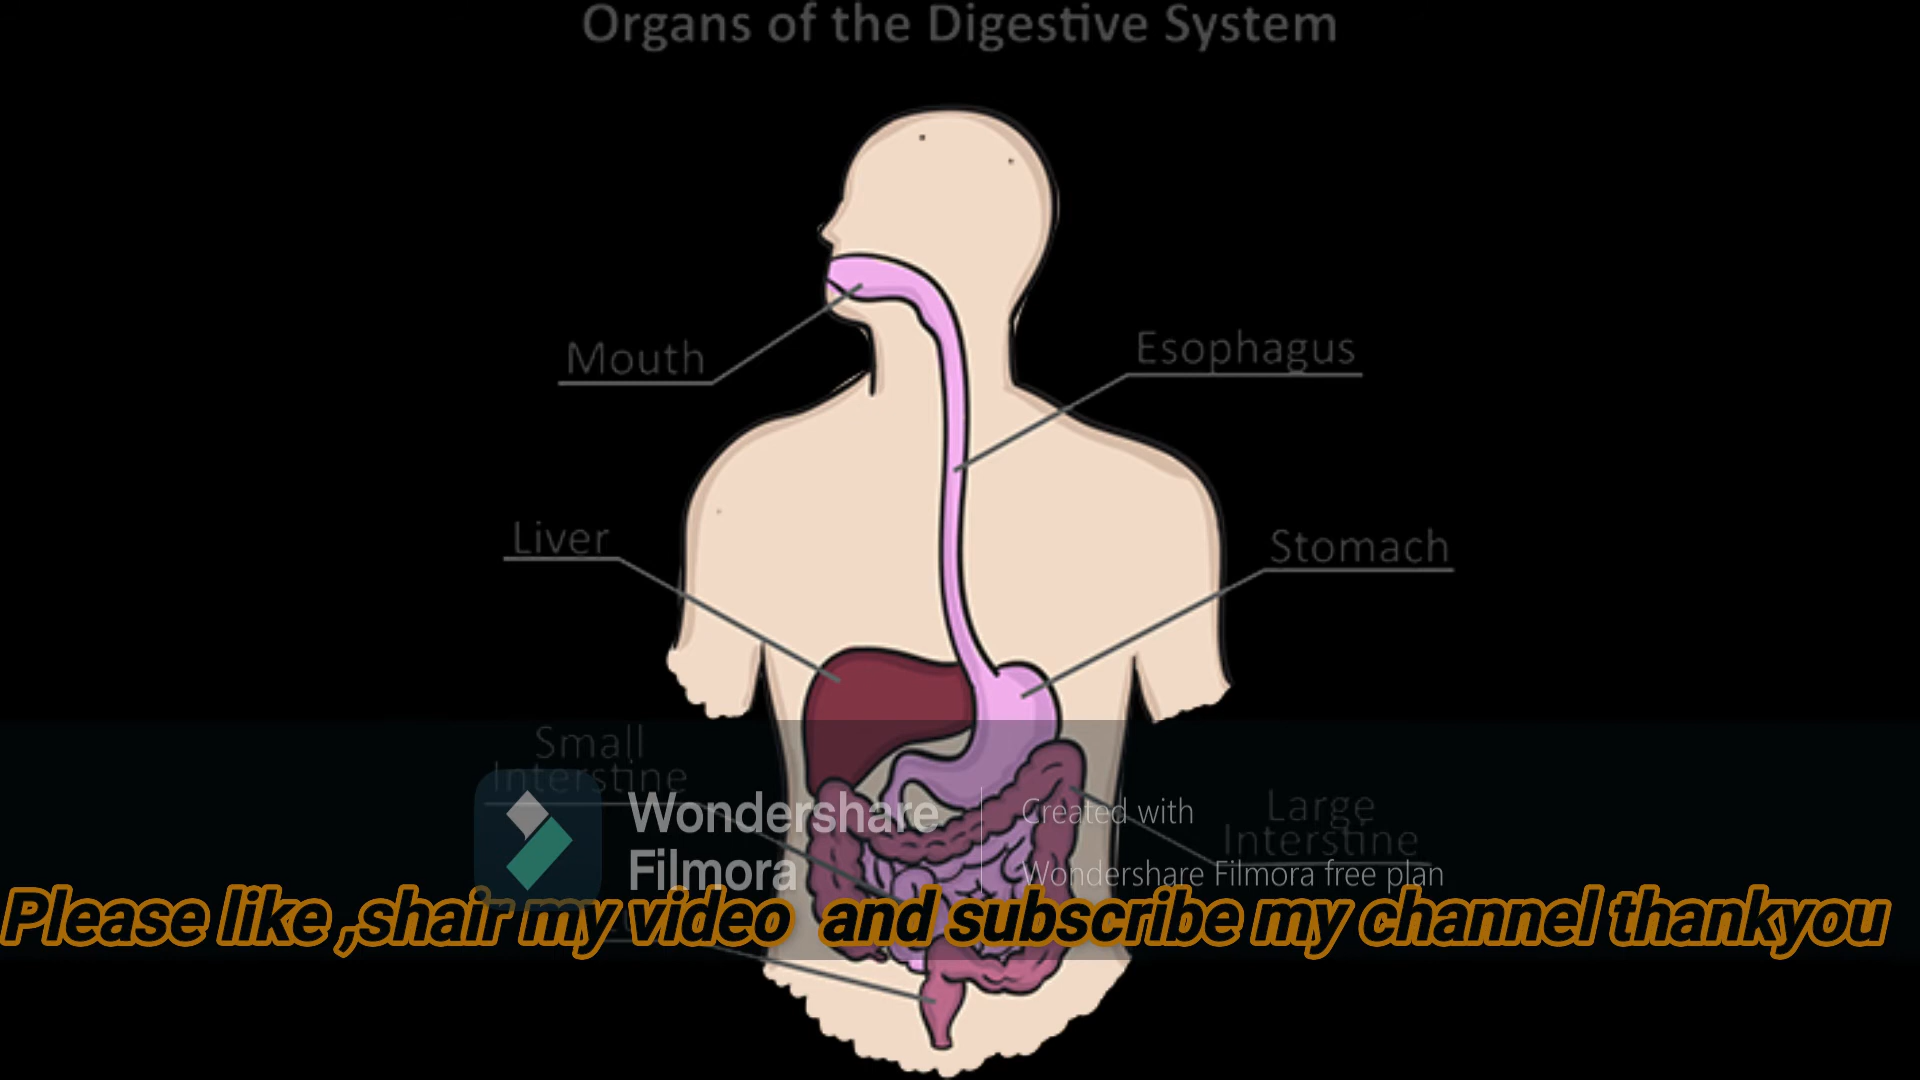 Organs of the Digestive System
Mouth
Esophagus
Liver
Stomach
Small
Interstine
Large
Interstine
Wondershare
Filmora
Created with
Wondershare Filmora free plan
Please like ,shair my video and subscribe my channel thankyou